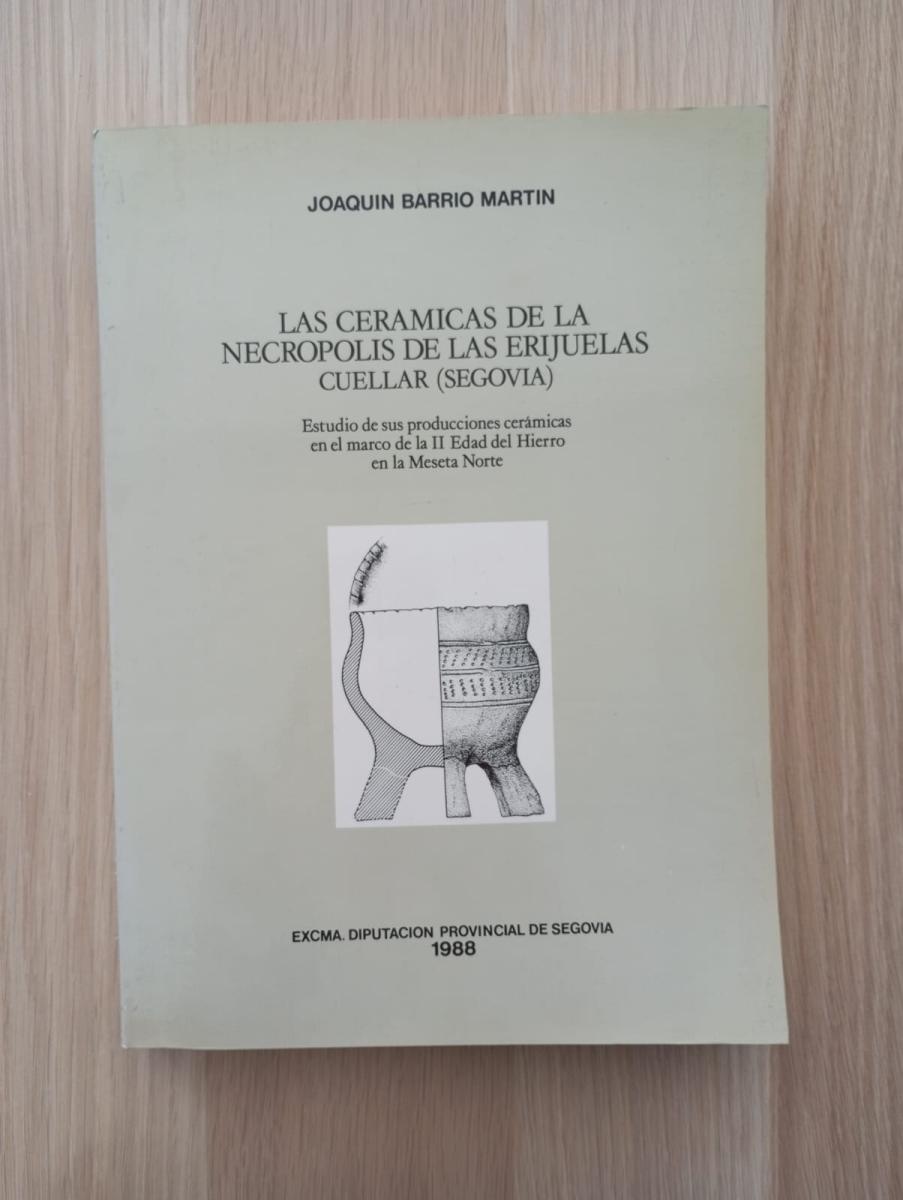 JOAQUIN BARRIO MARTIN
LAS CERAMICAS DE LA
NECROPOLIS DE LAS ERIJUELAS
CUELLAR (SEGOVIA)
Estudio de sus producciones cerámicas
en el marco de la II Edad del Hierro
en la Meseta Norte
EXCMA. DIPUTACION PROVINCIAL DE SEGOVIA
1988